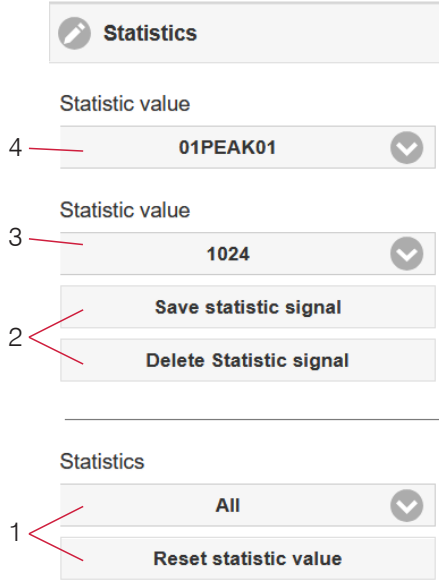 Statistics
Statistic value
4
01PEAK01
Statistic value
3
1024
Save statistic signal
2
Delete Statistic signal
Statistics
All
1
Reset statistic value